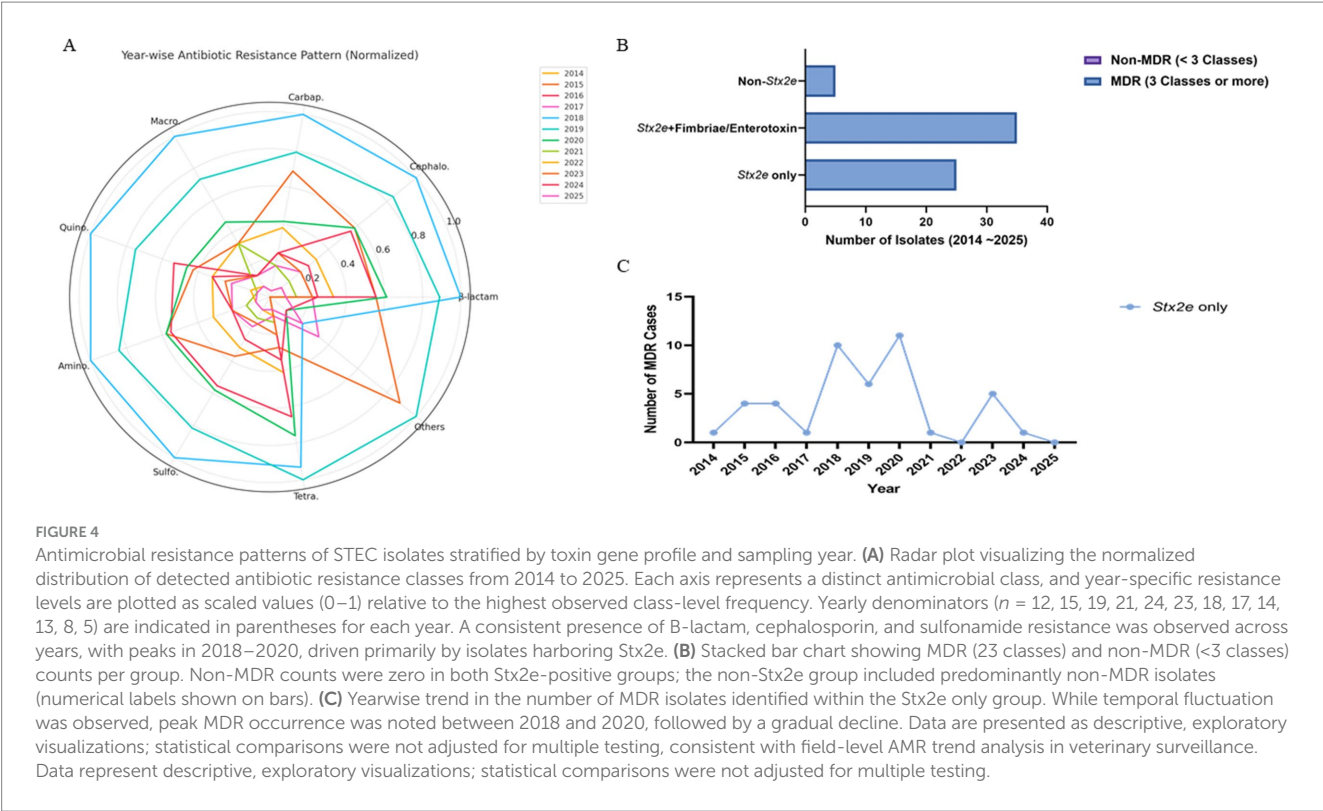 A
Year-wise Antibiotic Resistance Pattern (Normalized)
Carbap.
Macro.
Cephalo.
Quino.
1.0
0.8
0.6
0.4
0.2
β-lactam
Amino.
Others
Sulfo.
Tetra.
2014
2015
2016
2017
2018
2019
2020
2021
2022
2023
2024
2025
B
Non-Stx2e
Stx2e+Fimbriae/Enterotoxin
Stx2e only
0 10 20 30 40
Number of Isolates (2014 ~2025)
Non-MDR (< 3 Classes)
MDR (3 Classes or more)
C
Number of MDR Cases
15
10
5
0
2014 2015 2016 2017 2018 2019 2020 2021 2022 2023 2024 2025
Year
Stx2e only
FIGURE 4
Antimicrobial resistance patterns of STEC isolates stratified by toxin gene profile and sampling year. (A) Radar plot visualizing the normalized
distribution of detected antibiotic resistance classes from 2014 to 2025. Each axis represents a distinct antimicrobial class, and year-specific resistance
levels are plotted as scaled values (0–1) relative to the highest observed class-level frequency. Yearly denominators (n = 12, 15, 19, 21, 24, 23, 18, 17, 14,
13, 8, 5) are indicated in parentheses for each year. A consistent presence of B-lactam, cephalosporin, and sulfonamide resistance was observed across
years, with peaks in 2018–2020, driven primarily by isolates harboring Stx2e. (B) Stacked bar chart showing MDR (23 classes) and non-MDR (<3 classes)
counts per group. Non-MDR counts were zero in both Stx2e-positive groups; the non-Stx2e group included predominantly non-MDR isolates
(numerical labels shown on bars). (C) Yearwise trend in the number of MDR isolates identified within the Stx2e only group. While temporal fluctuation
was observed, peak MDR occurrence was noted between 2018 and 2020, followed by a gradual decline. Data are presented as descriptive, exploratory
visualizations; statistical comparisons were not adjusted for multiple testing, consistent with field-level AMR trend analysis in veterinary surveillance.
Data represent descriptive, exploratory visualizations; statistical comparisons were not adjusted for multiple testing.